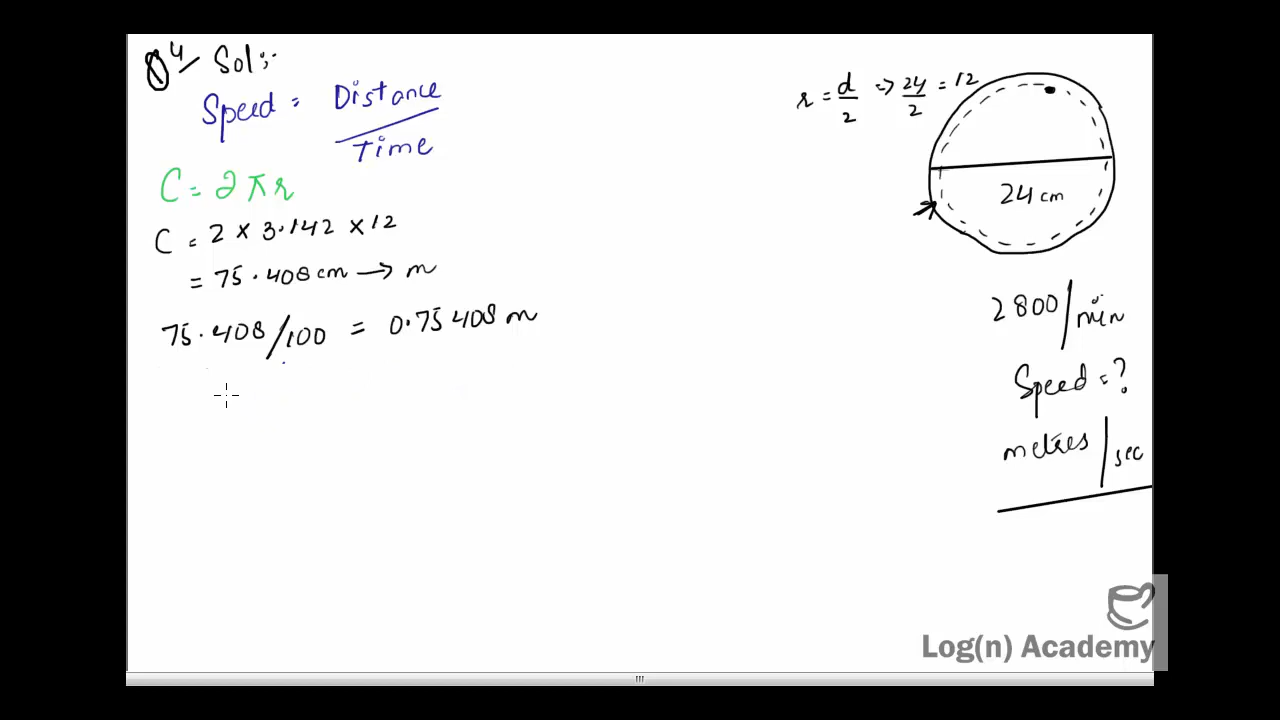 Q4/ Sol:-
Speed = Distance / Time
C = 2πr
C = 2 × 3.142 × 12
= 75.408 cm → m
75.408/100 = 0.75408 m
r = d/2 => 24/2 = 12
24 cm
2800/min
Speed = ?
metres/sec
Log(n) Academy